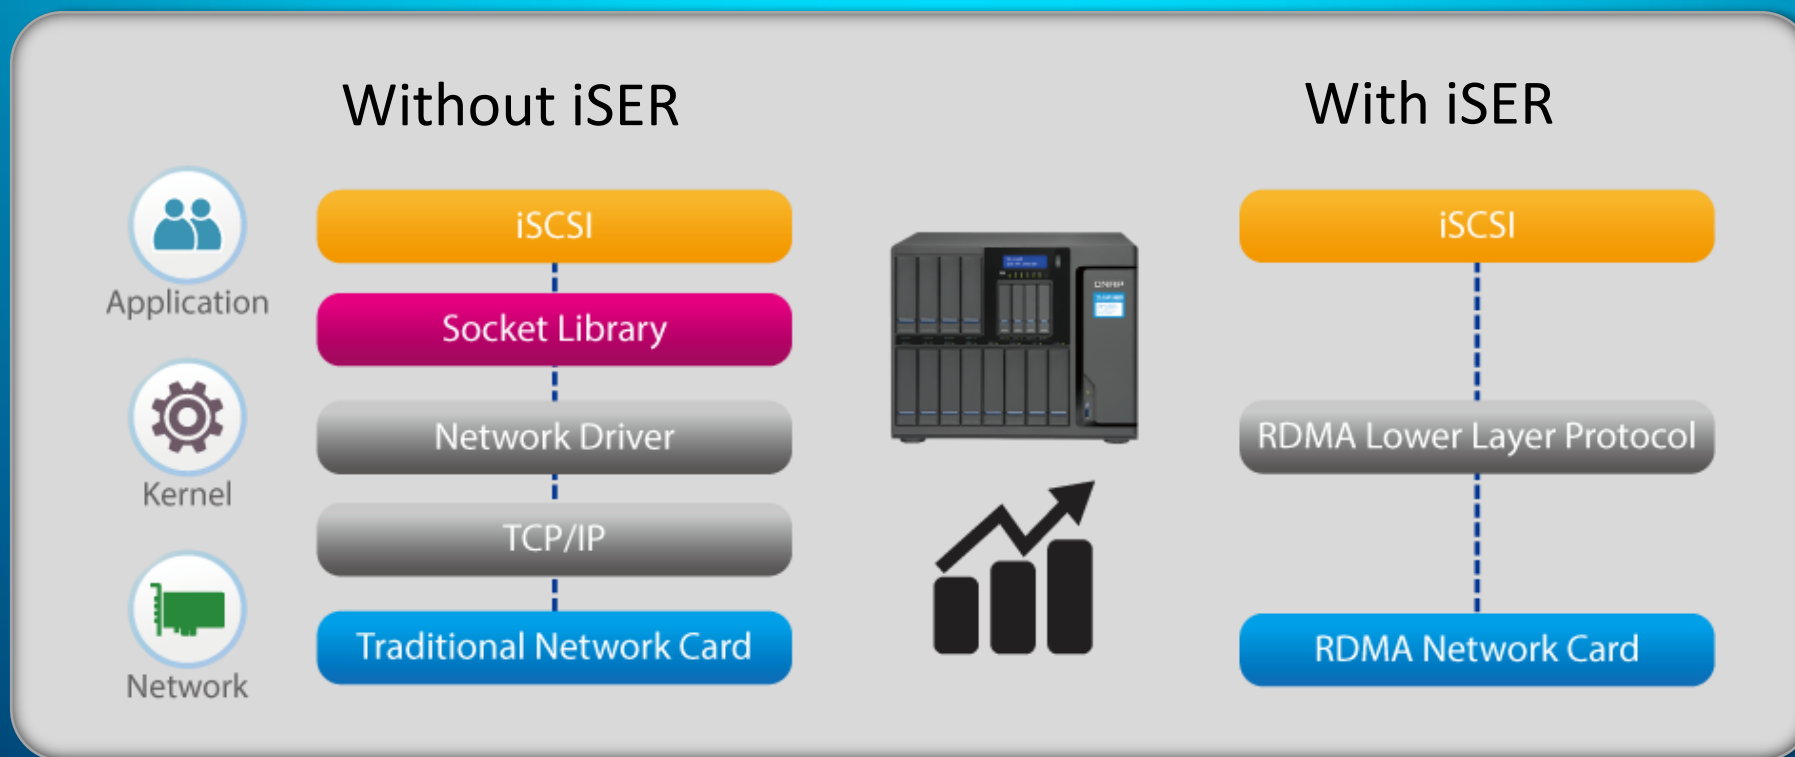 Without iSER
With iSER
Application
iSCSI
Socket Library
Kernel
Network Driver
TCP/IP
Network
Traditional Network Card
QNAP
iSCSI
RDMA Lower Layer Protocol
RDMA Network Card